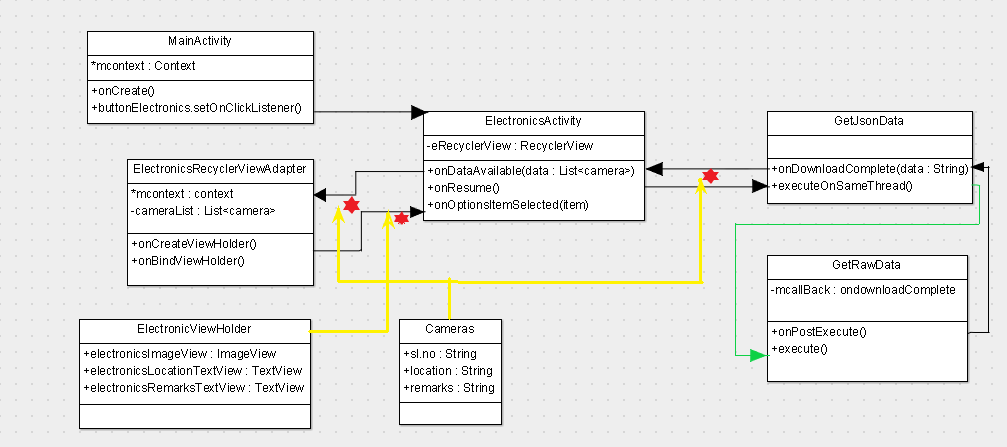 MainActivity
*mcontext : Context
+onCreate()
+buttonElectronics.setOnClickListener()
ElectronicsActivity
-eRecyclerView : RecyclerView
+onDataAvailable(data : List<camera>)
+onResume()
+onOptionsItemSelected(item)
GetJsonData
+onDownloadComplete(data : String)
+executeOnSameThread()
ElectronicsRecyclerViewAdapter
*mcontext : context
-cameraList : List<camera>
+onCreateViewHolder()
+onBindViewHolder()
GetRawData
-mcallBack : ondownloadComplete
+onPostExecute()
+execute()
ElectronicViewHolder
+electronicsImageView : ImageView
+electronicsLocationTextView : TextView
+electronicsRemarksTextView : TextView
Cameras
+sl.no : String
+location : String
+remarks : String